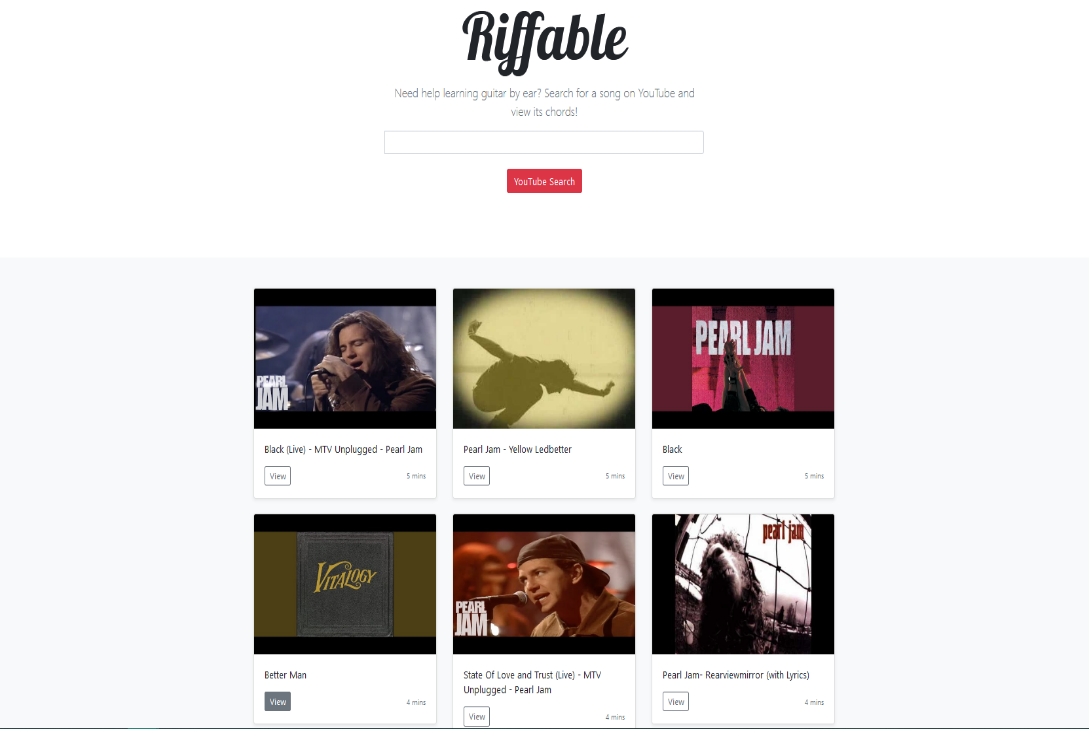 Riffable
Need help learning guitar by ear? Search for a song on YouTube and
view its chords!
YouTube Search
PEARL
JAM
PEARL JAM
Black (Live) - MTV Unplugged - Pearl Jam
View
5 mins
Pearl Jam - Yellow Ledbetter
View
5 mins
Black
View
5 mins
VITALOGY
PEARL
JAM
pearl jam
Better Man
View
4 mins
State Of Love and Trust (Live) - MTV
Unplugged - Pearl Jam
View
4 mins
Pearl Jam- Rearviewmirror (with Lyrics)
View
4 mins